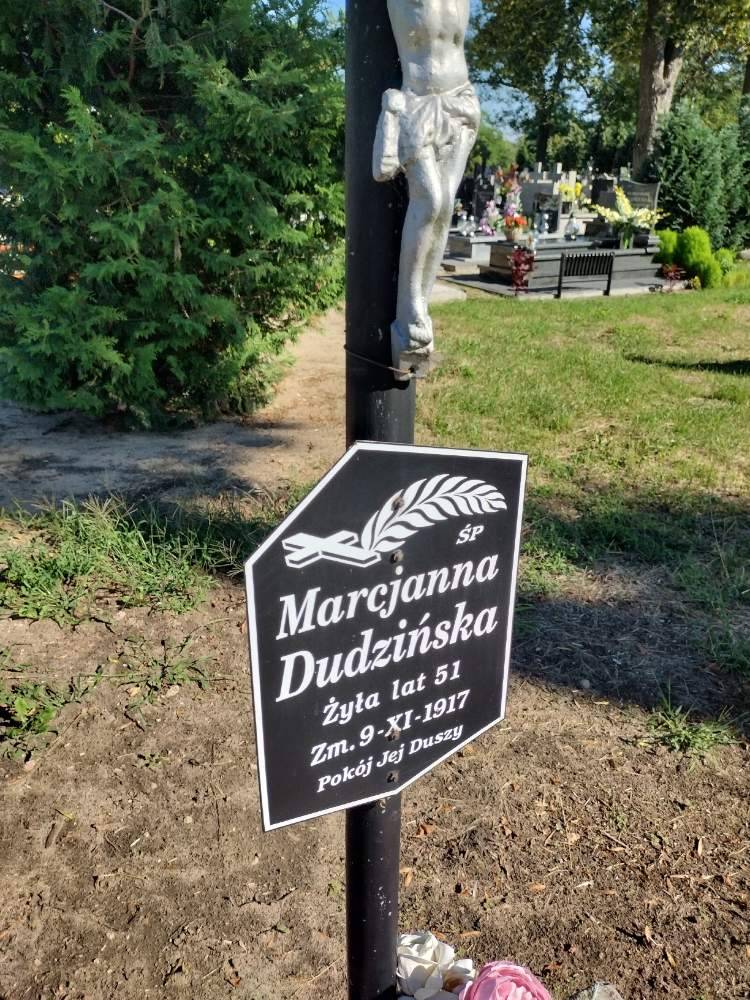 ŚP
Marcjanna
Dudzińska
Żyła lat 51
Zm. 9-XI-1917
Pokój Jej Duszy